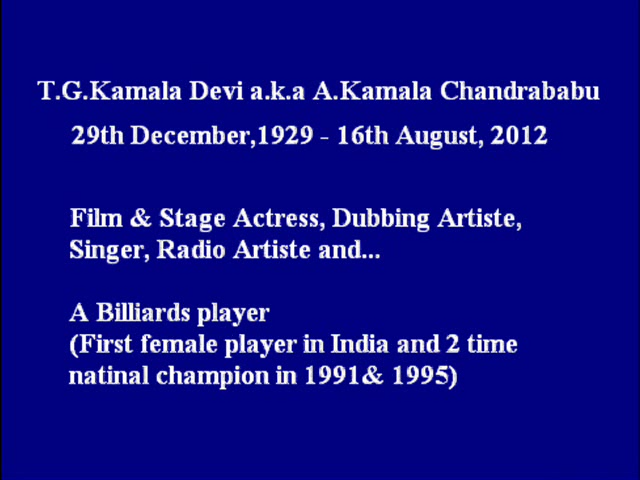 T.G.Kamala Devi a.k.a A.Kamala Chandrababu
29th December,1929 - 16th August, 2012
Film & Stage Actress, Dubbing Artiste,
Singer, Radio Artiste and...
A Billiards player
(First female player in India and 2 time
natinal champion in 1991& 1995)